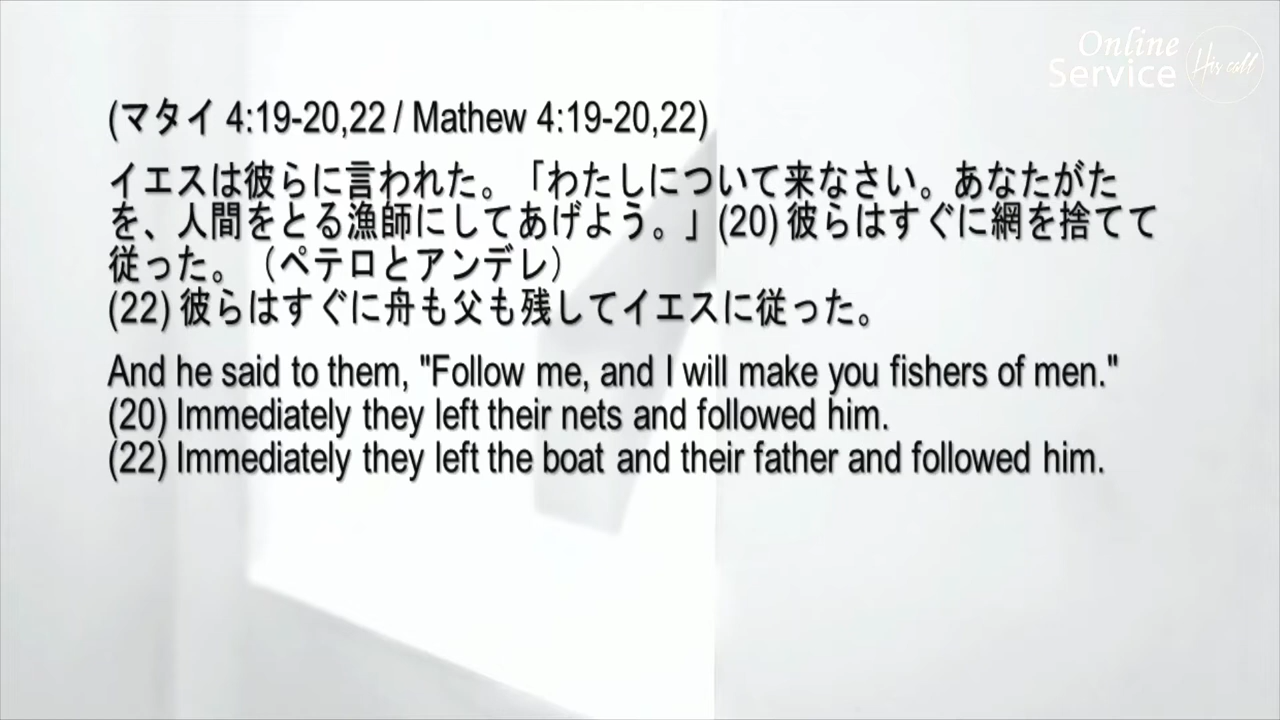 Online
Service
His call
(マタイ 4:19-20,22 / Mathew 4:19-20,22)
イエスは彼らに言われた。「わたしについて来なさい。あなたがた
を、人間をとる漁師にしてあげよう。」(20) 彼らはすぐに網を捨てて
従った。（ペテロとアンデレ）
(22) 彼らはすぐに舟も父も残してイエスに従った。
And he said to them, "Follow me, and I will make you fishers of men."
(20) Immediately they left their nets and followed him.
(22) Immediately they left the boat and their father and followed him.